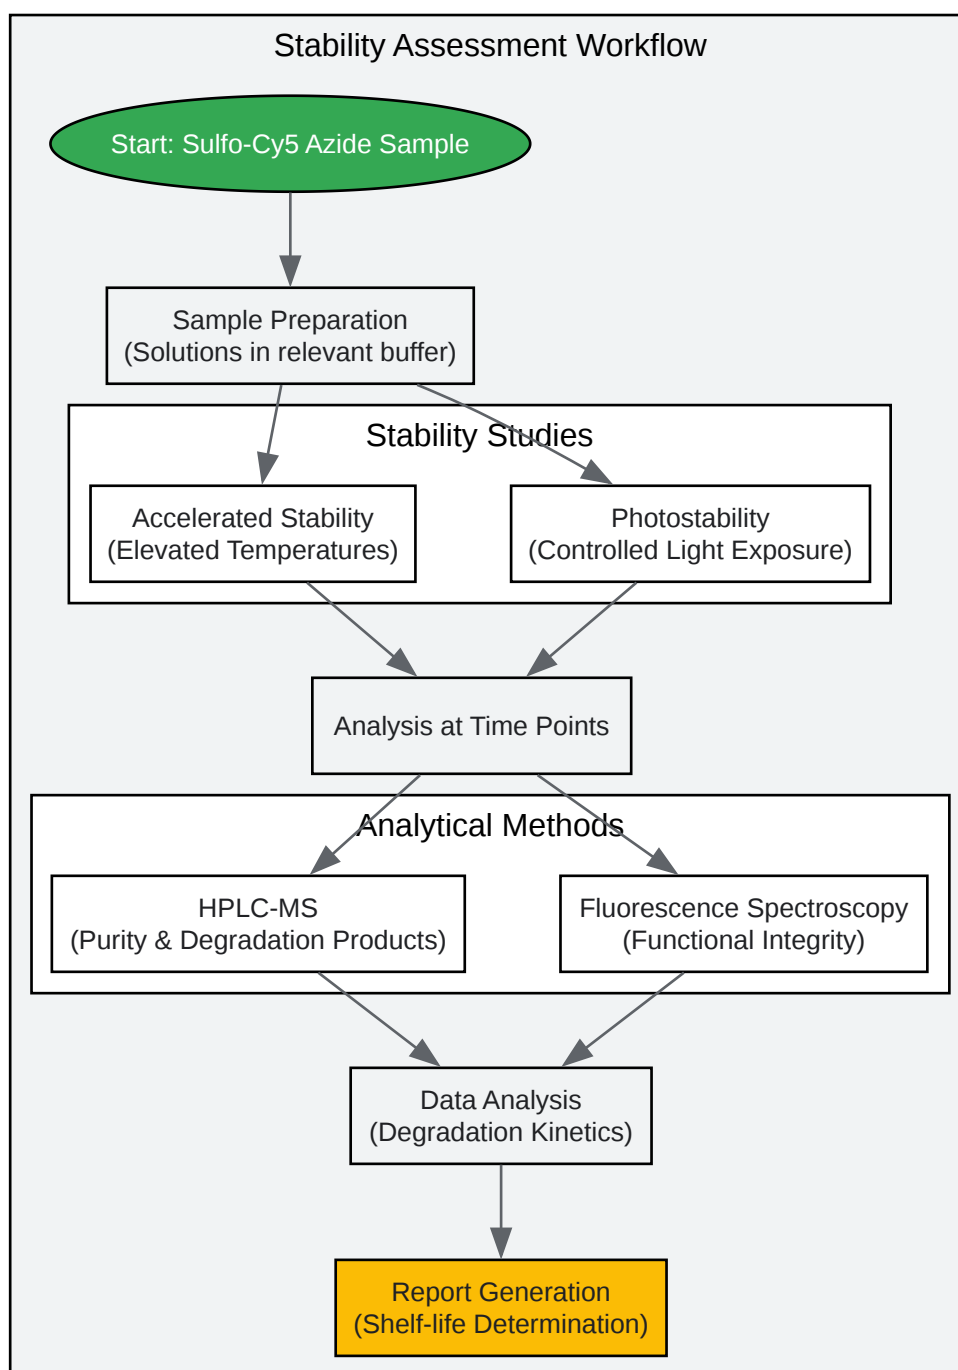 Stability Assessment Workflow
Start: Sulfo-Cy5 Azide Sample
Sample Preparation
(Solutions in relevant buffer)
Stability Studies
Accelerated Stability
(Elevated Temperatures)
Photostability
(Controlled Light Exposure)
Analysis at Time Points
Analytical Methods
HPLC-MS
(Purity & Degradation Products)
Fluorescence Spectroscopy
(Functional Integrity)
Data Analysis
(Degradation Kinetics)
Report Generation
(Shelf-life Determination)